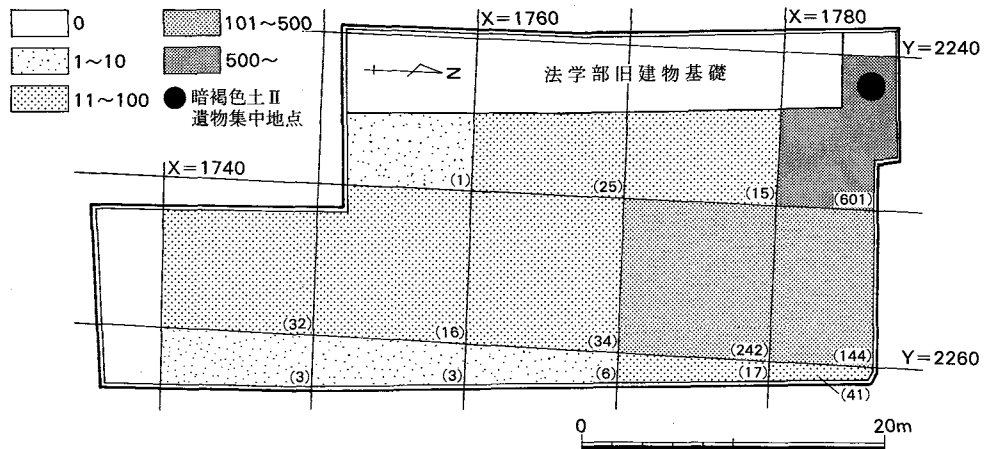 0
101~500
1~10
500~
11~100
暗褐色土Ⅱ
遺物集中地点
X=1760
X=1780
Y=2240
N
法学部旧建物基礎
X=1740
(1)
(25)
(15)
(601)
(32)
(16)
(34)
(242)
(144)
Y=2260
(3)
(3)
(6)
(17)
(41)
0
20m